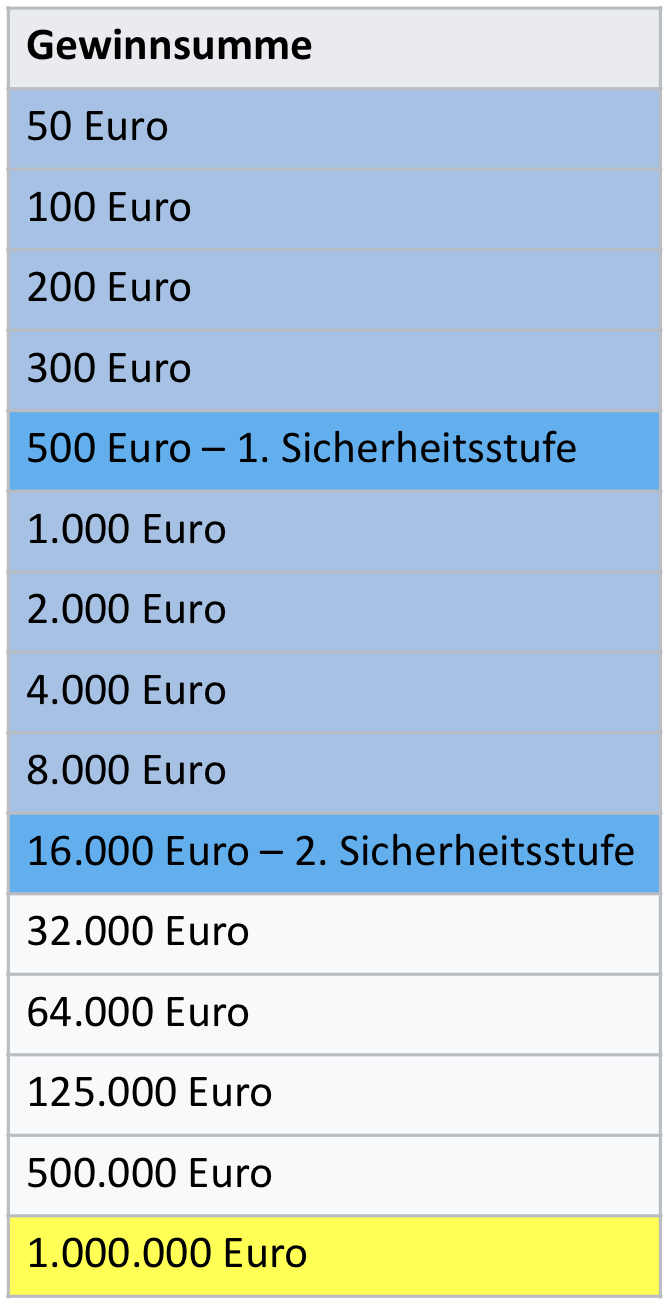 Gewinnsumme
50 Euro
100 Euro
200 Euro
300 Euro
500 Euro – 1. Sicherheitsstufe
1.000 Euro
2.000 Euro
4.000 Euro
8.000 Euro
16.000 Euro – 2. Sicherheitsstufe
32.000 Euro
64.000 Euro
125.000 Euro
500.000 Euro
1.000.000 Euro